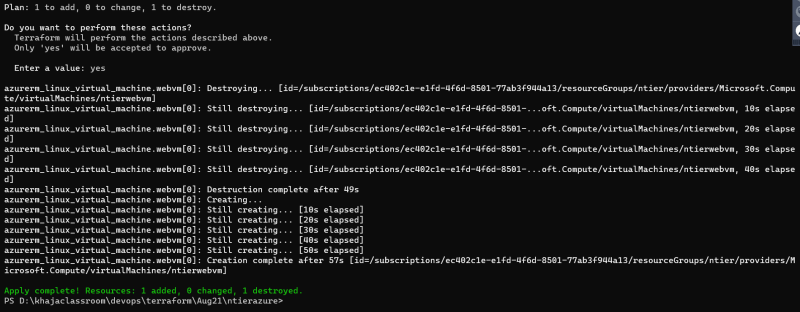 Plan: 1 to add, 0 to change, 1 to destroy.
Do you want to perform these actions?
  Terraform will perform the actions described above.
  Only 'yes' will be accepted to approve.
  Enter a value: yes
azurerm_linux_virtual_machine.webvm[0]: Destroying... [id=/subscriptions/ec402c1e-e1fd-4f6d-8501-77ab3f944a13/resourceGroups/ntier/providers/Microsoft.Compu
te/virtualMachines/ntierwebvm]
azurerm_linux_virtual_machine.webvm[0]: Still destroying... [id=/subscriptions/ec402c1e-e1fd-4f6d-8501-...oft.Compute/virtualMachines/ntierwebvm, 10s elapse
d]
azurerm_linux_virtual_machine.webvm[0]: Still destroying... [id=/subscriptions/ec402c1e-e1fd-4f6d-8501-...oft.Compute/virtualMachines/ntierwebvm, 20s elapse
d]
azurerm_linux_virtual_machine.webvm[0]: Still destroying... [id=/subscriptions/ec402c1e-e1fd-4f6d-8501-...oft.Compute/virtualMachines/ntierwebvm, 30s elapse
d]
azurerm_linux_virtual_machine.webvm[0]: Still destroying... [id=/subscriptions/ec402c1e-e1fd-4f6d-8501-...oft.Compute/virtualMachines/ntierwebvm, 40s elapse
d]
azurerm_linux_virtual_machine.webvm[0]: Destruction complete after 49s
azurerm_linux_virtual_machine.webvm[0]: Creating...
azurerm_linux_virtual_machine.webvm[0]: Still creating... [10s elapsed]
azurerm_linux_virtual_machine.webvm[0]: Still creating... [20s elapsed]
azurerm_linux_virtual_machine.webvm[0]: Still creating... [30s elapsed]
azurerm_linux_virtual_machine.webvm[0]: Still creating... [40s elapsed]
azurerm_linux_virtual_machine.webvm[0]: Still creating... [50s elapsed]
azurerm_linux_virtual_machine.webvm[0]: Creation complete after 57s [id=/subscriptions/ec402c1e-e1fd-4f6d-8501-77ab3f944a13/resourceGroups/ntier/providers/M
icrosoft.Compute/virtualMachines/ntierwebvm]
Apply complete! Resources: 1 added, 0 changed, 1 destroyed.
PS D:\khajaclassroom\devops\terraform\Aug21\ntierazure>